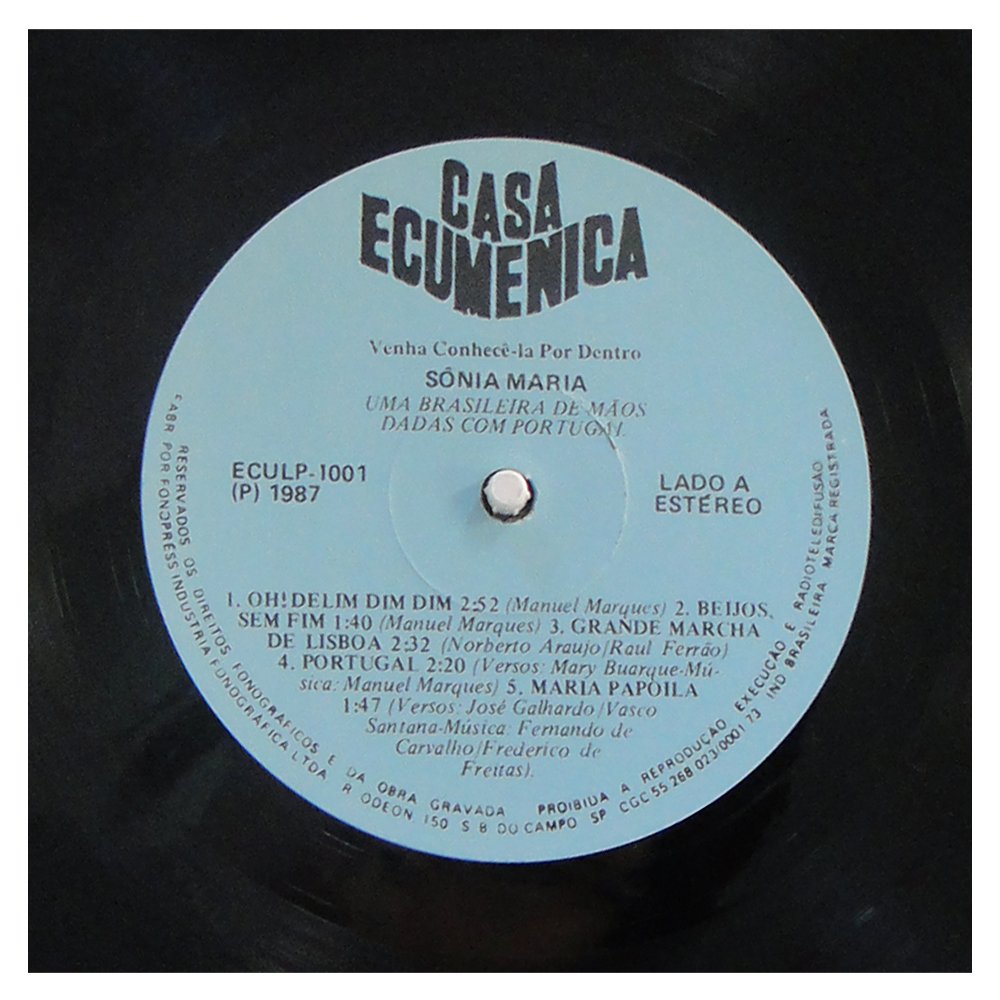 CASA
ECUMENICA
Venha Conhecê-la Por Dentro
SÔNIA MARIA
UMA BRASILEIRA DE MÃOS
DADAS COM PORTUGAL
ECULP-1001
(P) 1987
LADO A
ESTÉREO
1. OH! DELIM DIM DIM 2:52 (Manuel Marques) 2. BEIJOS,
SEM FIM 1:40 (Manuel Marques) 3. GRANDE MARCHA
DE LISBOA 2:32 (Norberto Araujo/Raul Ferrão)
4. PORTUGAL 2:20 (Versos: Mary Buarque-Mú-
sica: Manuel Marques) 5. MARIA PAPOILA
1:47 (Versos: José Galhardo/Vasco
Santana-Música: Fernando de
Carvalho/Frederico de
Freitas).
RESERVADOS OS DIREITOS FONOGRÁFICOS E DA OBRA GRAVADA PROIBIDA A REPRODUÇÃO EXECUÇÃO E RADIOTELEDIFUSÃO
FABR POR FONOPRESS INDUSTRIA FONOGRÁFICA LTDA R ODEON 150 S B DO CAMPO SP CGC 55 268 023/0001 73 IND BRASILEIRA MARCA REGISTRADA